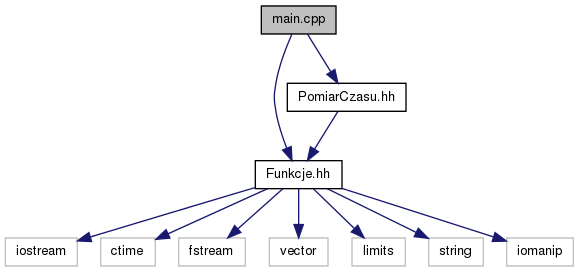 main.cpp
PomiarCzasu.hh
Funkcje.hh
iostream
ctime
fstream
vector
limits
string
iomanip